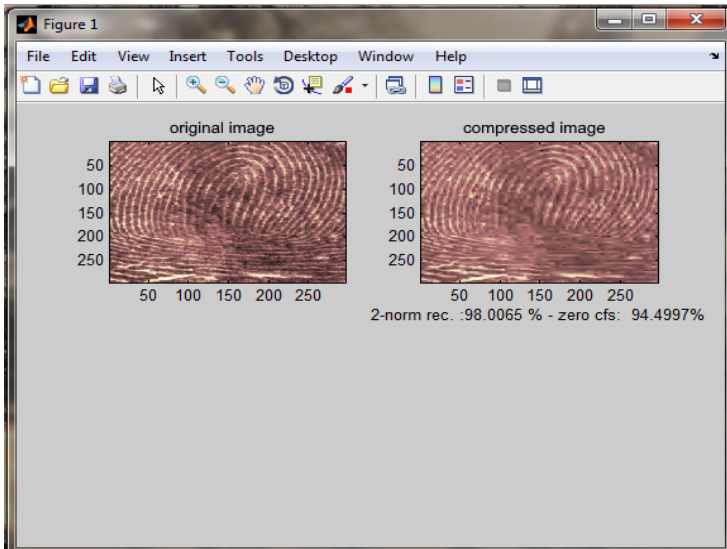 Figure 1
File Edit View Insert Tools Desktop Window Help
original image
50
100
150
200
250
50 100 150 200 250
compressed image
50
100
150
200
250
50 100 150 200 250
2-norm rec. :98.0065 % - zero cfs: 94.4997%